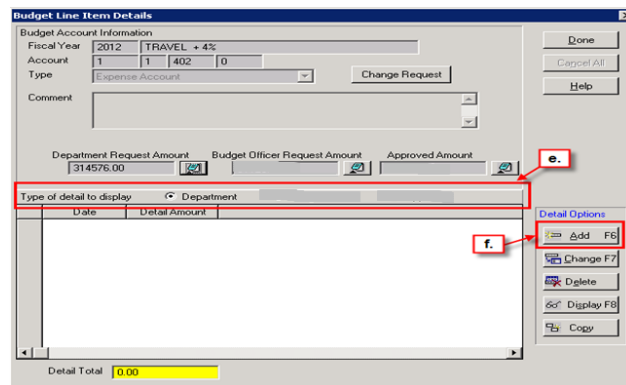 Budget Line Item Details
Budget Account Information
Fiscal Year 2012 TRAVEL + 4%
Account 1 1 402 0
Type Expense Account Change Request
Comment
Done
Cancel All
Help
Department Request Amount Budget Officer Request Amount Approved Amount
314576.00
e.
Type of detail to display Department
Date Detail Amount
f.
Detail Options
Add F6
Change F7
Delete
Display F8
Copy
Detail Total 0.00